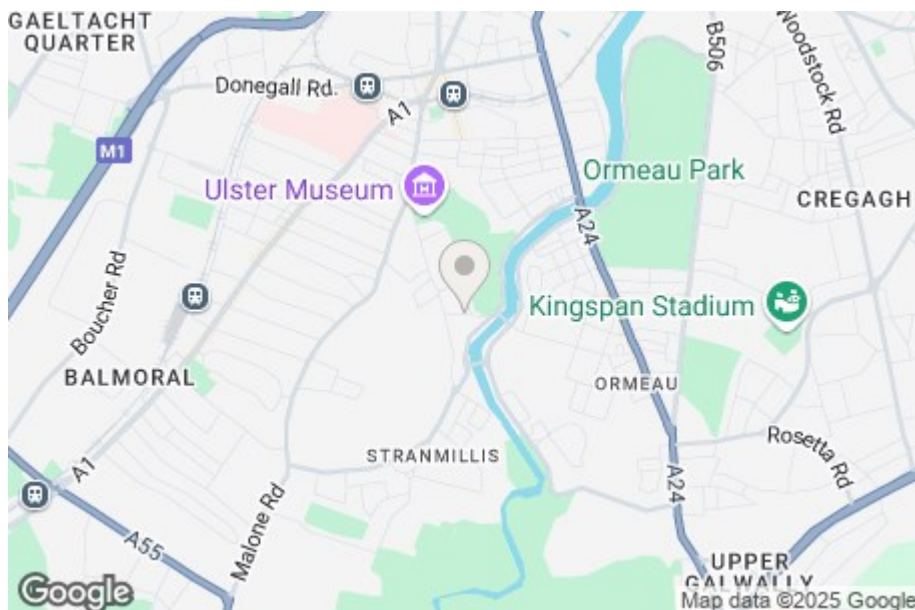 GAELTACHT
QUARTER
Donegall Rd.
A1
B506
Woodstock Rd
M1
Ulster Museum
Ormeau Park
A24
CREGAGH
Boucher Rd
Kingspan Stadium
BALMORAL
ORMEAU
STRANMILLIS
Rosetta Rd
A1
Malone Rd
A24
A55
UPPER
GALWALLY
Google
Map data ©2025 Google